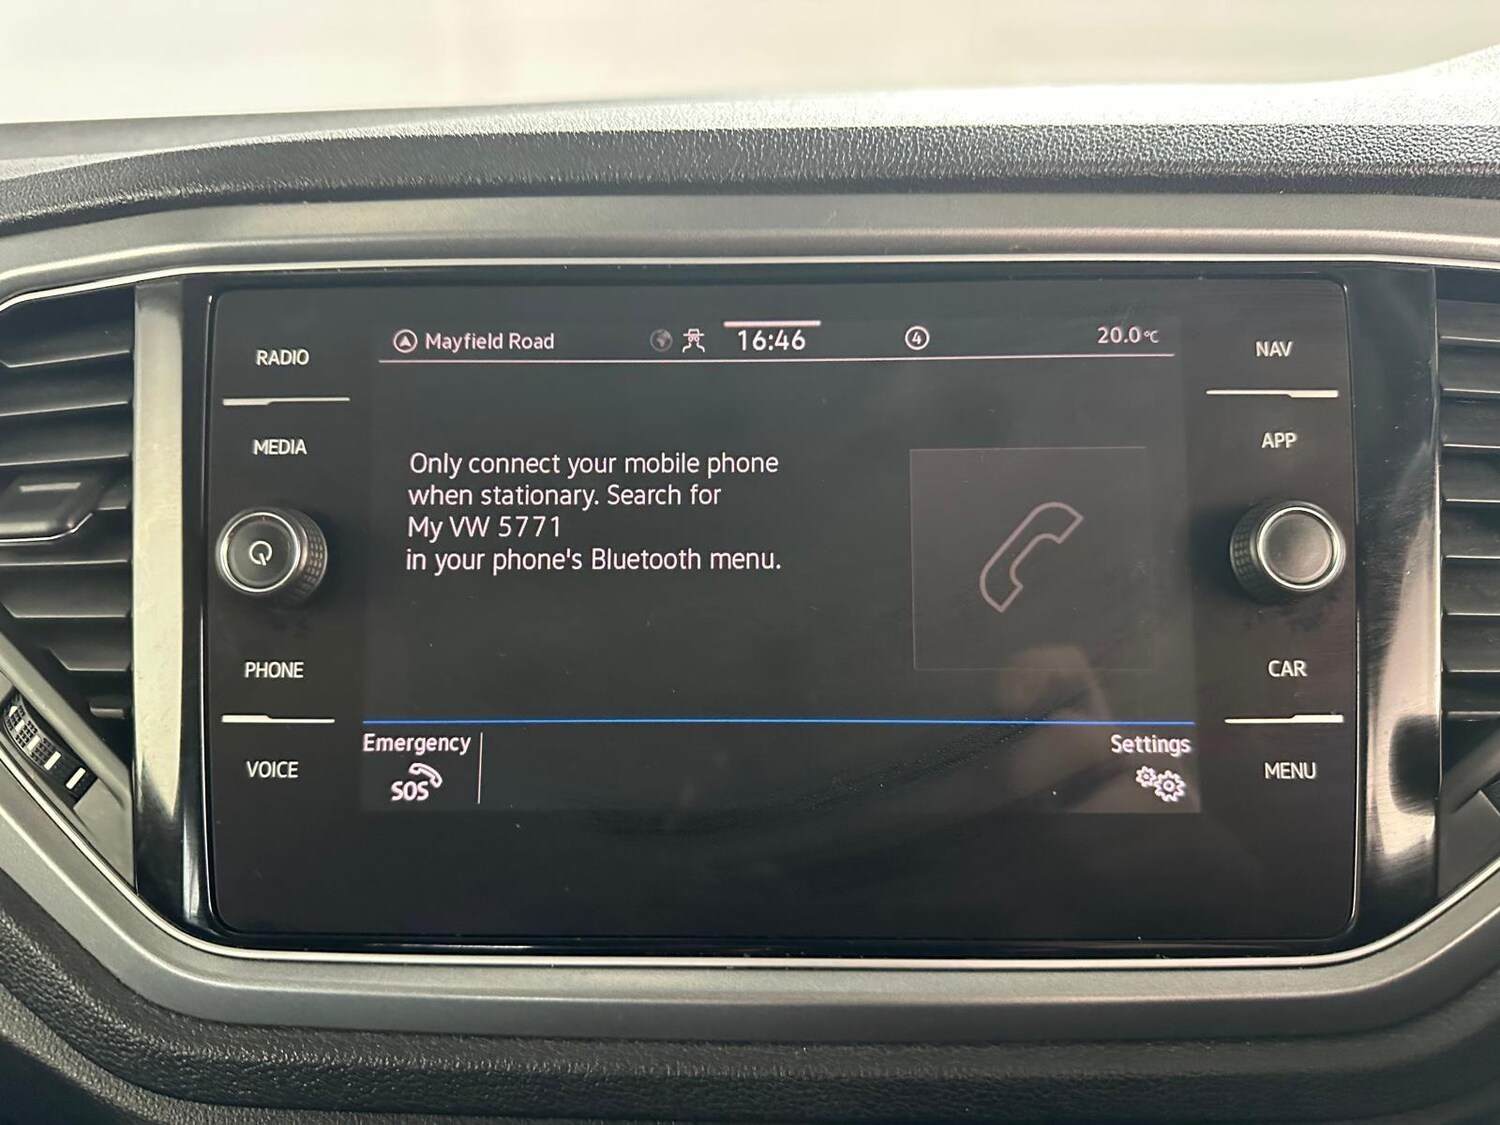 RADIO
MEDIA
PHONE
VOICE
Mayfield Road
16:46
4
20.0°C
Only connect your mobile phone
when stationary. Search for
My VW 5771
in your phone's Bluetooth menu.
Emergency
SOS
Settings
NAV
APP
CAR
MENU